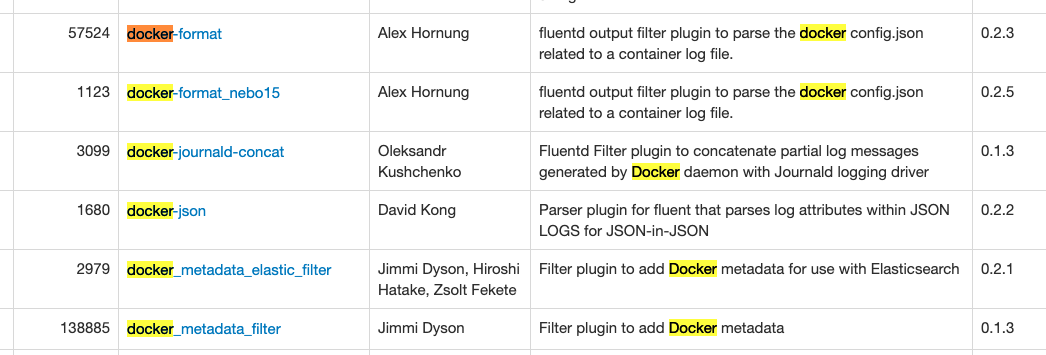 57524 docker-format Alex Hornung fluentd output filter plugin to parse the docker config.json 0.2.3
related to a container log file.
1123 docker-format_nebo15 Alex Hornung fluentd output filter plugin to parse the docker config.json 0.2.5
related to a container log file.
3099 docker-journald-concat Oleksandr Fluentd Filter plugin to concatenate partial log messages 0.1.3
Kushchenko generated by Docker daemon with Journald logging driver
1680 docker-json David Kong Parser plugin for fluent that parses log attributes within JSON 0.2.2
LOGS for JSON-in-JSON
2979 docker_metadata_elastic_filter Jimmi Dyson, Hiroshi Filter plugin to add Docker metadata for use with Elasticsearch 0.2.1
Hatake, Zsolt Fekete
138885 docker_metadata_filter Jimmi Dyson Filter plugin to add Docker metadata 0.1.3